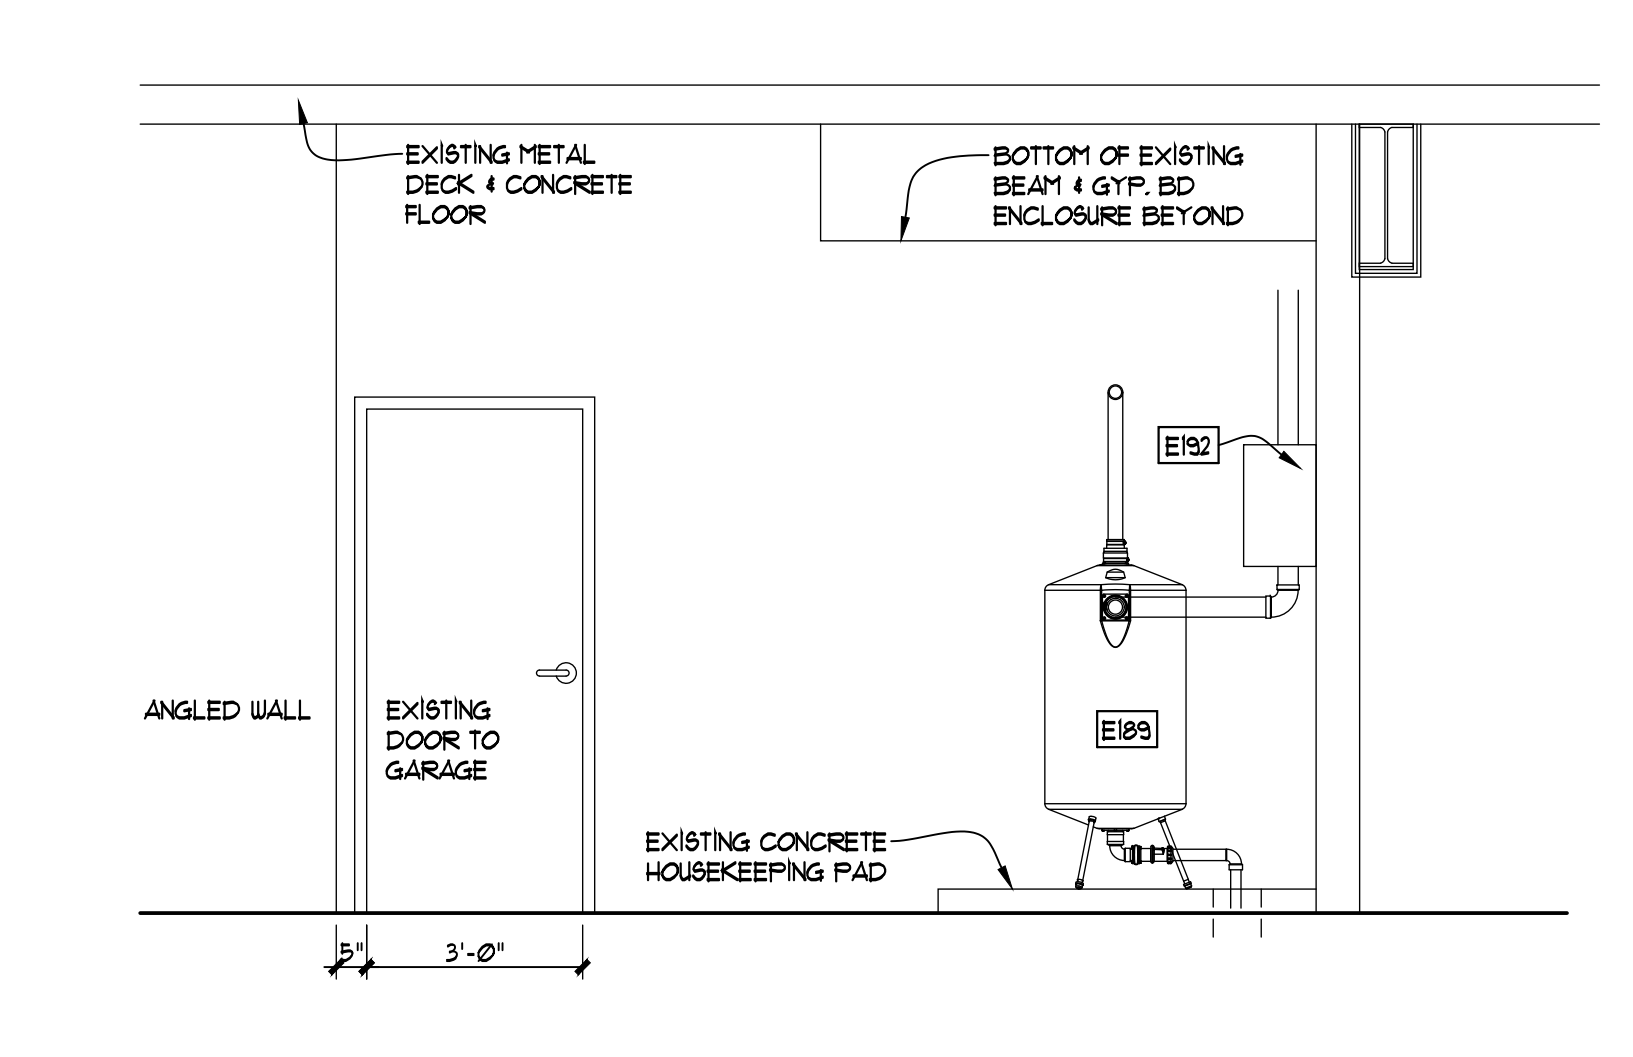 EXISTING METAL
DECK & CONCRETE
FLOOR
BOTTOM OF EXISTING
BEAM & GYP. BD
ENCLOSURE BEYOND
E192
ANGLED WALL
EXISTING
DOOR TO
GARAGE
E189
EXISTING CONCRETE
HOUSEKEEPING PAD
5"
3'-0"